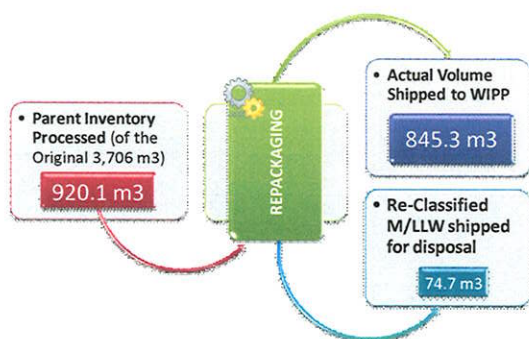 • Parent Inventory
Processed (of the
Original 3,706 m3)
920.1 m3
REPACKAGING
• Actual Volume
Shipped to WIPP
845.3 m3
• Re-Classified
M/LLW shipped
for disposal
74.7 m3